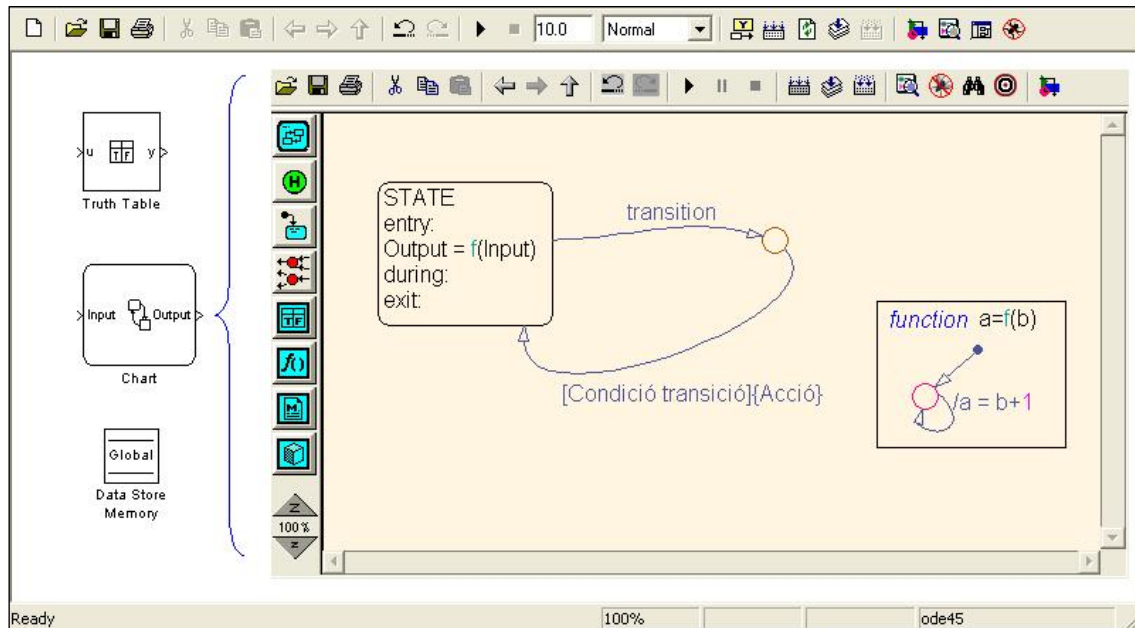 10.0 Normal
u T F y
Truth Table
Input Output
Chart
Global
Data Store
Memory
H
TF
f()
M
Z
100%
Z
STATE
entry:
Output = f(Input)
during:
exit:
transition
[Condició transició]{Acció}
function a=f(b)
/a = b+1
Ready 100% ode45